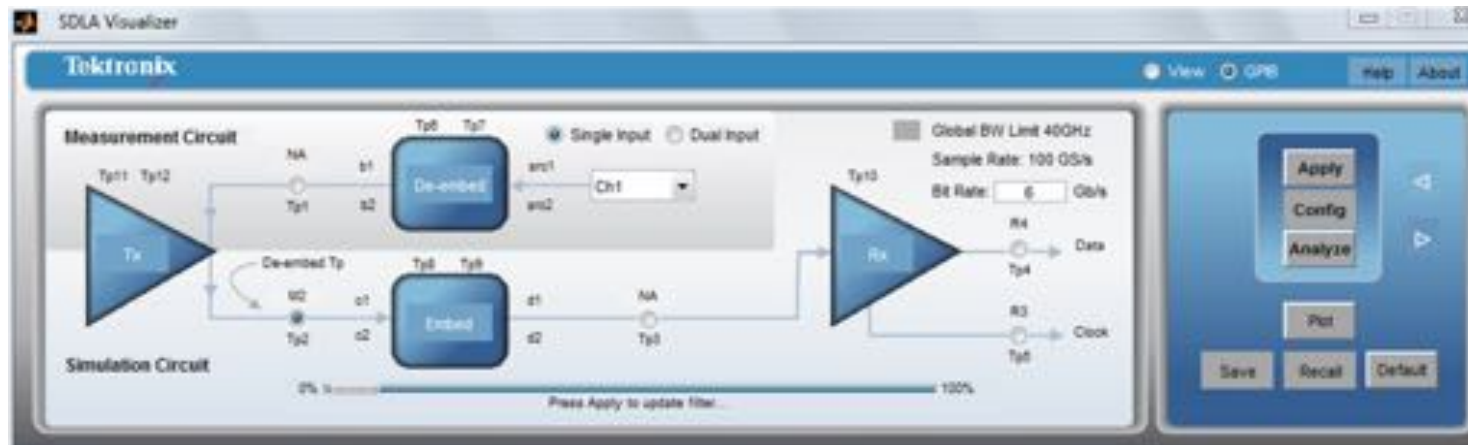 SDLA Visualizer
Tektronix
View GPIB Help About
Measurement Circuit
Tp6 Tp7
Single Input Dual Input
Global BW Limit 40GHz
Sample Rate: 100 GS/s
Bit Rate: 6 Gb/s
Tp11 Tp12
NA
b1
De-embed
src1
Ch1
Tp1
b2
src2
Tp10
Apply
Config
Analyze
Tx
De-embed Tp
Tp8 Tp9
Rx
R4
Data
Tp4
M2
c1
d1
NA
Embed
Tp2
c2
d2
Tp3
R3
Clock
Tp5
Plot
Simulation Circuit
Save Recall Default
0% 100%
Press Apply to update filter...